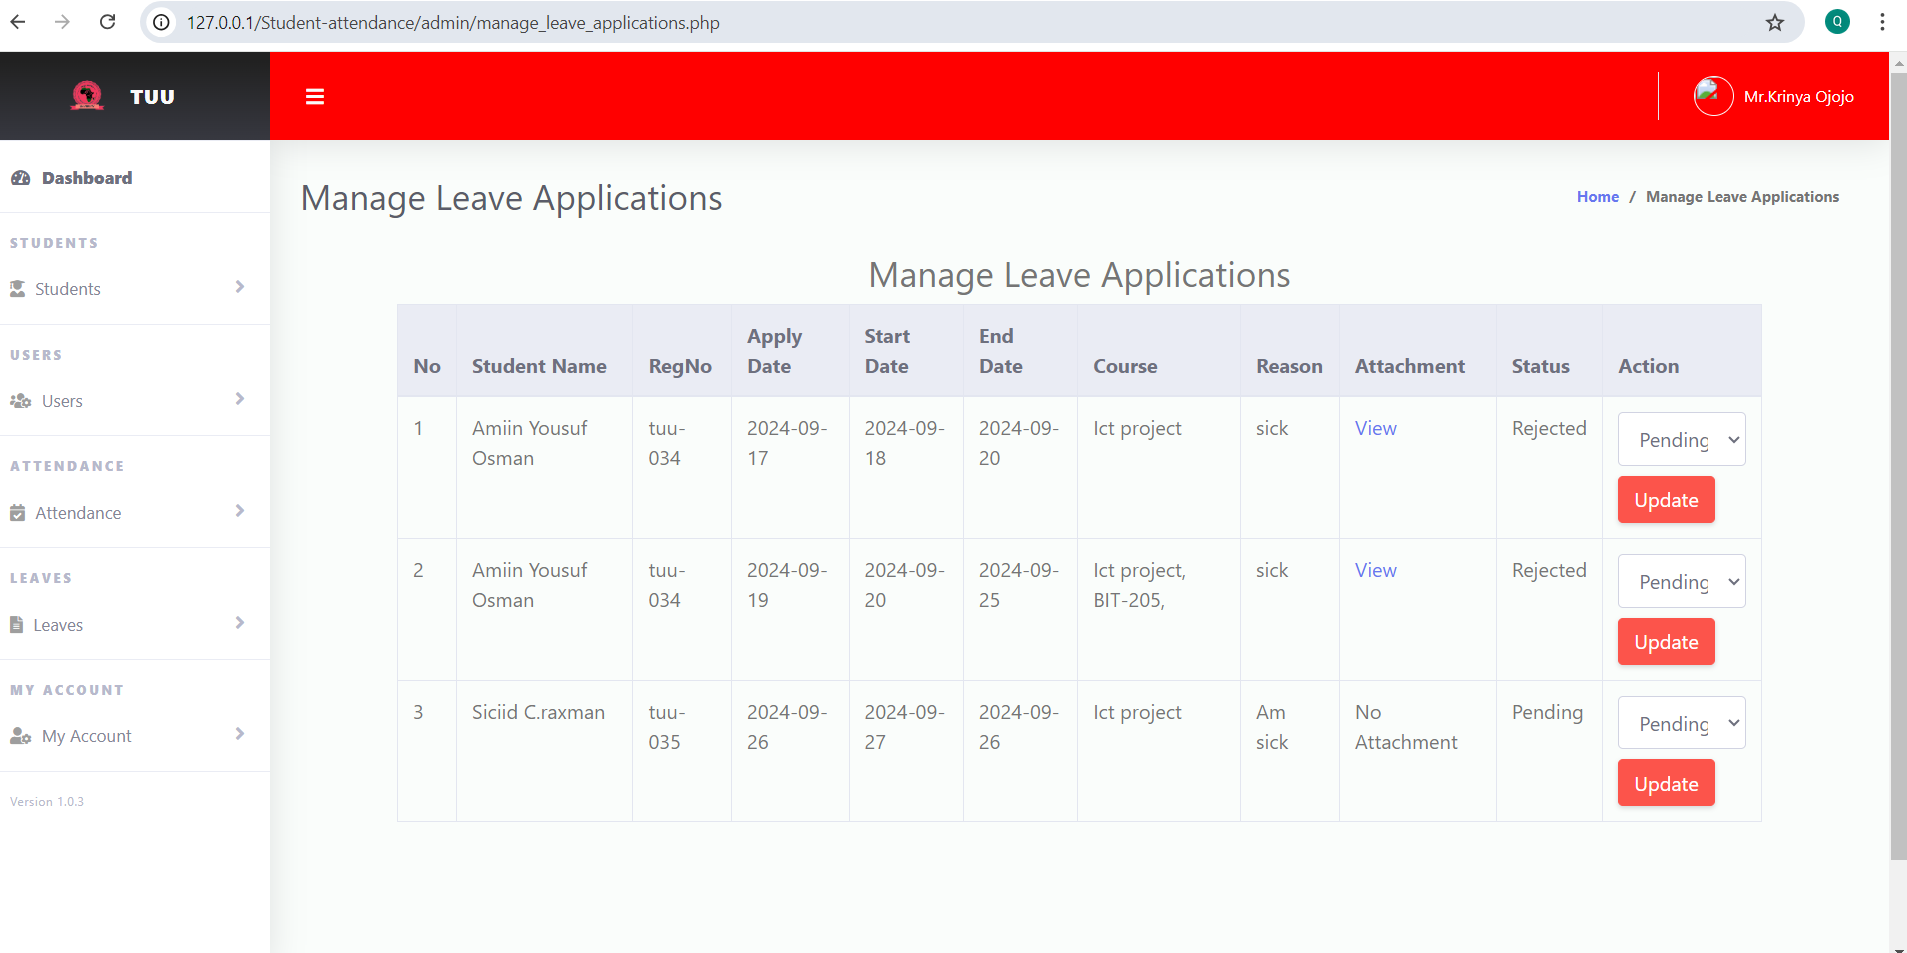 127.0.0.1/Student-attendance/admin/manage_leave_applications.php
Q
TUU
Mr.Krinya Ojojo
Dashboard
STUDENTS
Students
USERS
Users
ATTENDANCE
Attendance
LEAVES
Leaves
MY ACCOUNT
My Account
Version 1.0.3
Manage Leave Applications
Home / Manage Leave Applications
Manage Leave Applications
No Student Name RegNo Apply Date Start Date End Date Course Reason Attachment Status Action
1 Amiin Yousuf Osman tuu-034 2024-09-17 2024-09-18 2024-09-20 Ict project sick View Rejected Pending
Update
2 Amiin Yousuf Osman tuu-034 2024-09-19 2024-09-20 2024-09-25 Ict project, BIT-205, sick View Rejected Pending
Update
3 Siciid C.raxman tuu-035 2024-09-26 2024-09-27 2024-09-26 Ict project Am sick No Attachment Pending Pending
Update